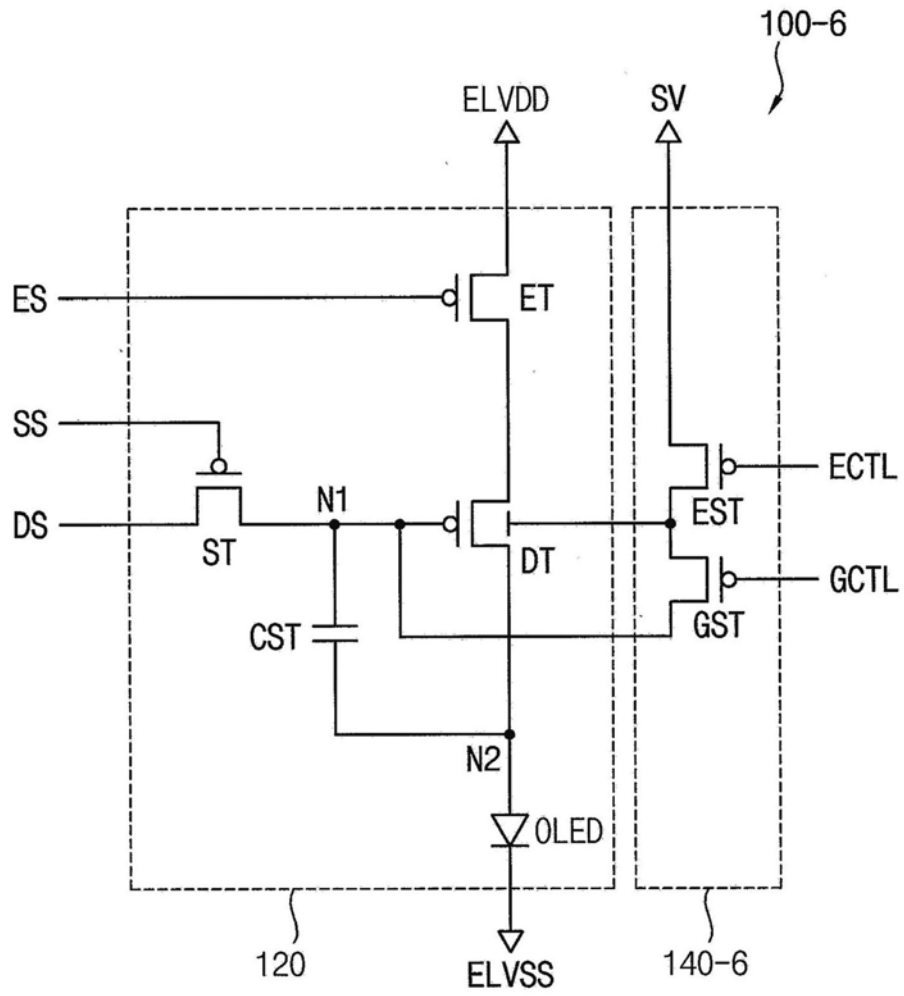 100-6
ELVDD
SV
ES
ET
SS
ECTL
N1
EST
DS
ST
DT
GCTL
CST
GST
N2
OLED
120
140-6
ELVSS